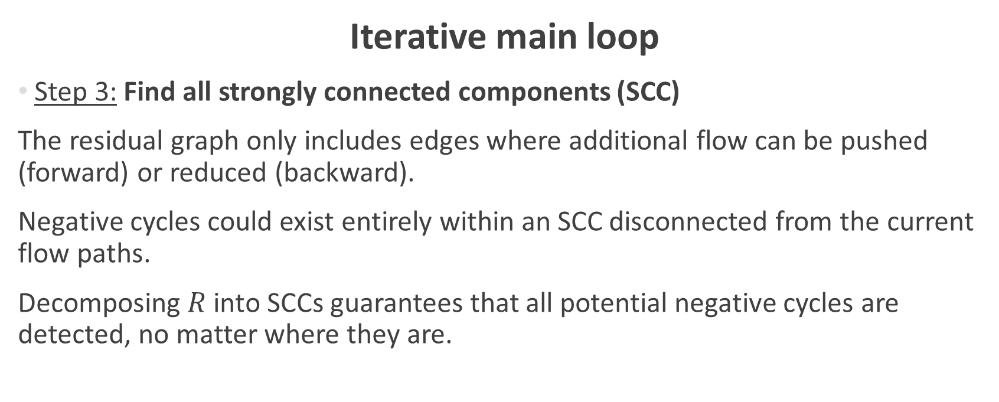 Iterative main loop
• Step 3: Find all strongly connected components (SCC)
The residual graph only includes edges where additional flow can be pushed
(forward) or reduced (backward).
Negative cycles could exist entirely within an SCC disconnected from the current
flow paths.
Decomposing R into SCCs guarantees that all potential negative cycles are
detected, no matter where they are.